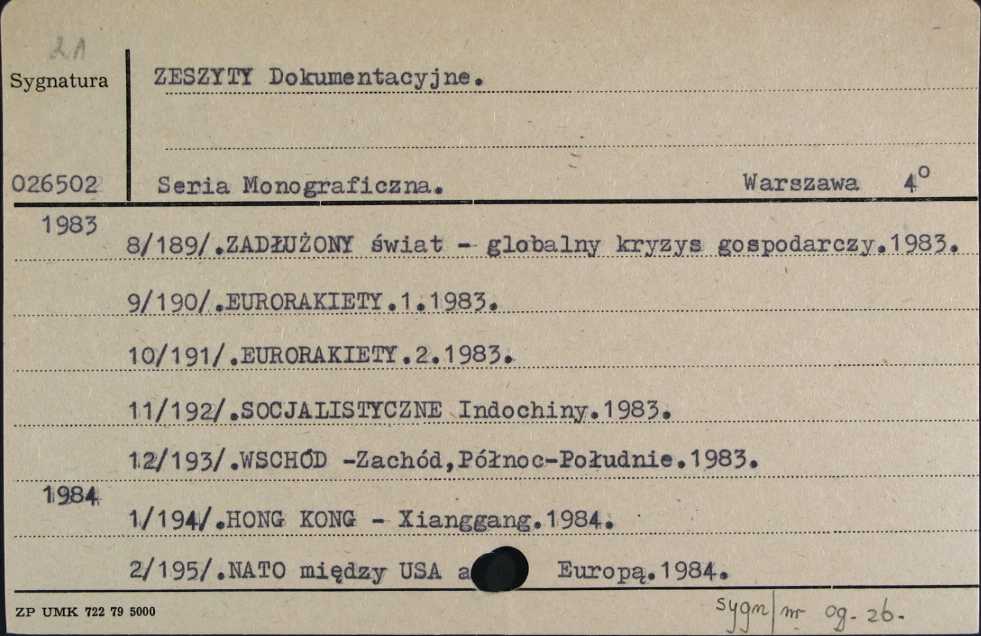 21
Sygnatura
ZESZYTY Dokumentacyjne.
026502
Seria Monograficzna. Warszawa 4º
1983
8/189/.ZADŁUŻONY świat - globalny kryzys gospodarczy.1983.
9/190/.EURORAKIETY.1.1983.
10/191/.EURORAKIETY.2.1983.
11/192/.SOCJALISTYCZNE Indochiny.1983.
12/193/.WSCHÓD -Zachód,Północ-Południe.1983.
1984
1/194/.HONG KONG - Xianggang.1984.
2/195/.NATO między USA a Europą.1984.
ZP UMK 722 79 5000
sygn/nr og. 26.